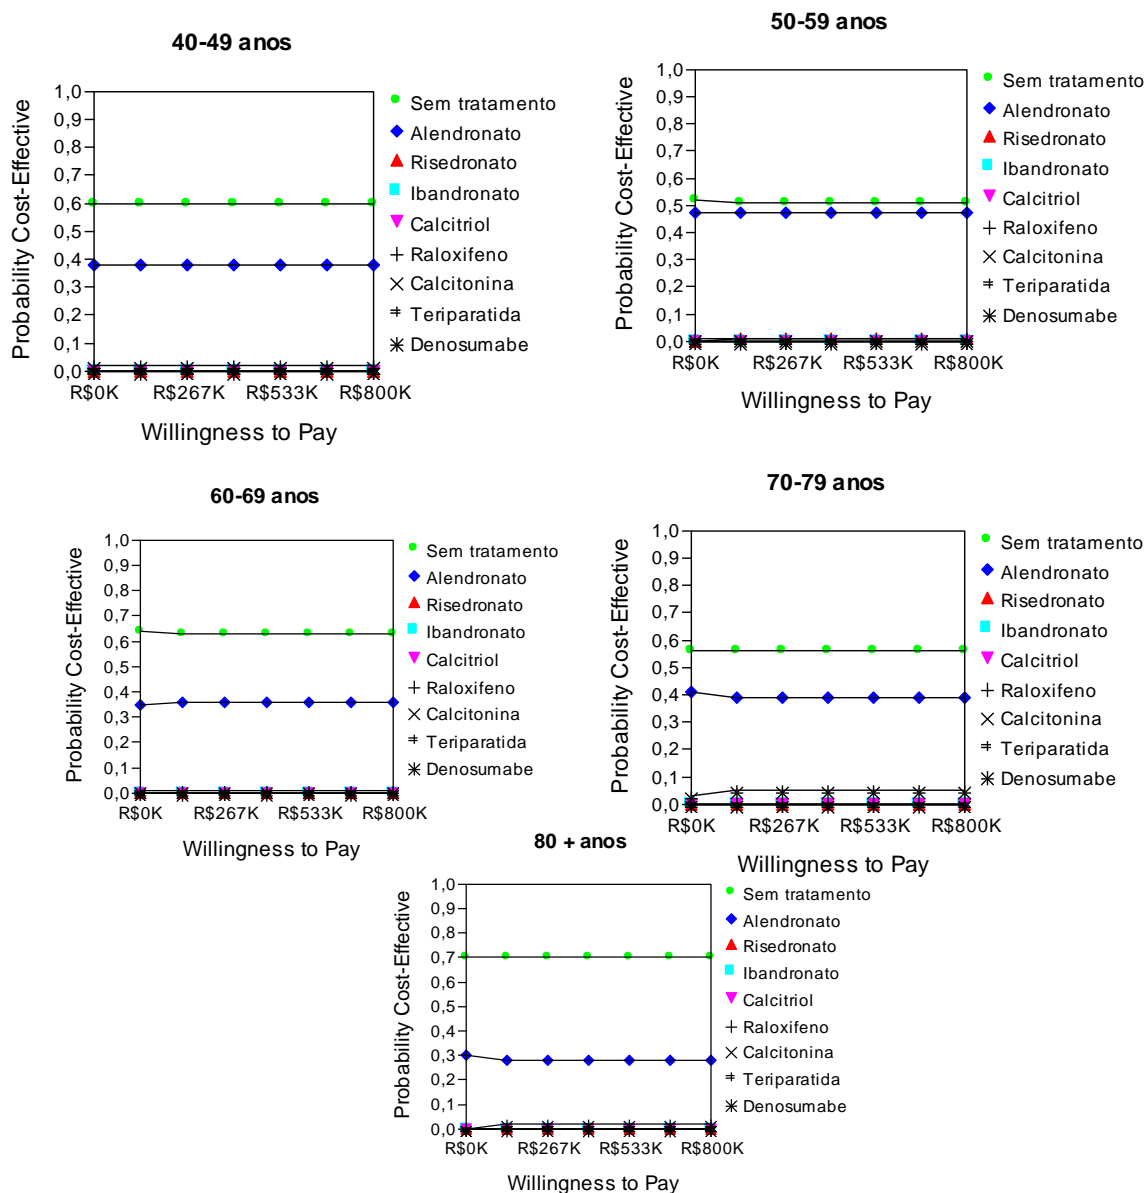 40-49 anos
Probability Cost-Effective
1,0
0,9
0,8
0,7
0,6
0,5
0,4
0,3
0,2
0,1
0,0
R$0K R$267K R$533K R$800K
Willingness to Pay
Sem tratamento
Alendronato
Risedronato
Ibandronato
Calcitriol
Raloxifeno
Calcitonina
Teriparatida
Denosumabe
50-59 anos
Probability Cost-Effective
1,0
0,9
0,8
0,7
0,6
0,5
0,4
0,3
0,2
0,1
0,0
R$0K R$267K R$533K R$800K
Willingness to Pay
Sem tratamento
Alendronato
Risedronato
Ibandronato
Calcitriol
Raloxifeno
Calcitonina
Teriparatida
Denosumabe
60-69 anos
Probability Cost-Effective
1,0
0,9
0,8
0,7
0,6
0,5
0,4
0,3
0,2
0,1
0,0
R$0K R$267K R$533K R$800K
Willingness to Pay
Sem tratamento
Alendronato
Risedronato
Ibandronato
Calcitriol
Raloxifeno
Calcitonina
Teriparatida
Denosumabe
70-79 anos
Probability Cost-Effective
1,0
0,9
0,8
0,7
0,6
0,5
0,4
0,3
0,2
0,1
0,0
R$0K R$267K R$533K R$800K
Willingness to Pay
Sem tratamento
Alendronato
Risedronato
Ibandronato
Calcitriol
Raloxifeno
Calcitonina
Teriparatida
Denosumabe
80 + anos
Probability Cost-Effective
1,0
0,9
0,8
0,7
0,6
0,5
0,4
0,3
0,2
0,1
0,0
R$0K R$267K R$533K R$800K
Willingness to Pay
Sem tratamento
Alendronato
Risedronato
Ibandronato
Calcitriol
Raloxifeno
Calcitonina
Teriparatida
Denosumabe